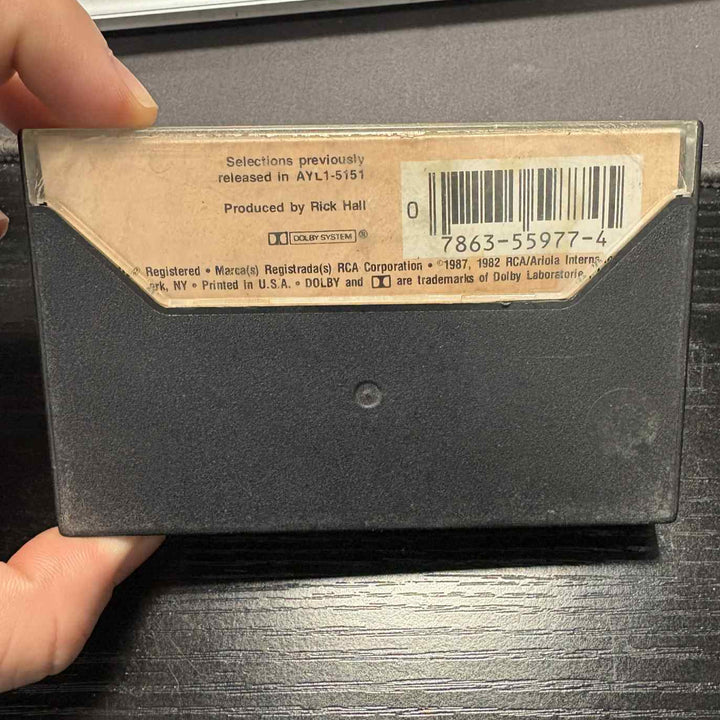 Selections previously
released in AYL1-5151
Produced by Rick Hall
DOLBY SYSTEM ®
0
7863-55977-4
® Registered • Marca(s) Registrada(s) RCA Corporation • ©1987, 1982 RCA/Ariola
NY • Printed in U.S.A. • DOLBY and are trademarks of Dolby